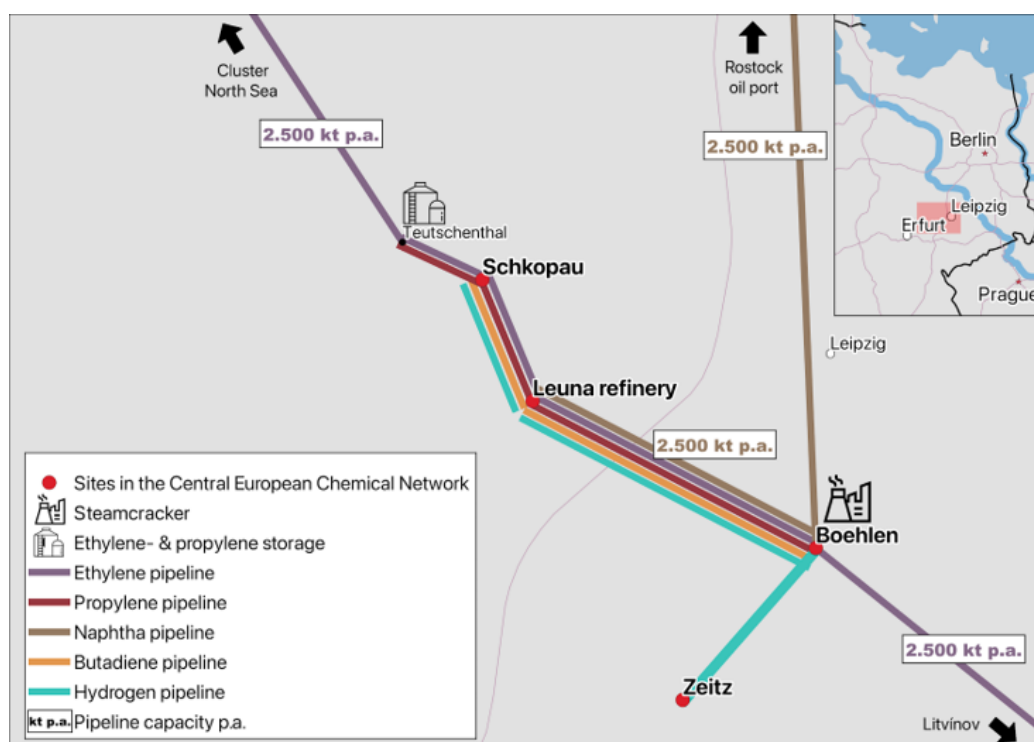 Cluster
North Sea
Rostock
oil port
2.500 kt p.a.
2.500 kt p.a.
Berlin
Leipzig
Erfurt
Prague
Teutschenthal
Schkopau
Leipzig
Leuna refinery
2.500 kt p.a.
Boehlen
Sites in the Central European Chemical Network
Steamcracker
Ethylene- & propylene storage
Ethylene pipeline
Propylene pipeline
Naphtha pipeline
Butadiene pipeline
Hydrogen pipeline
kt p.a. Pipeline capacity p.a.
2.500 kt p.a.
Zeitz
Litvínov